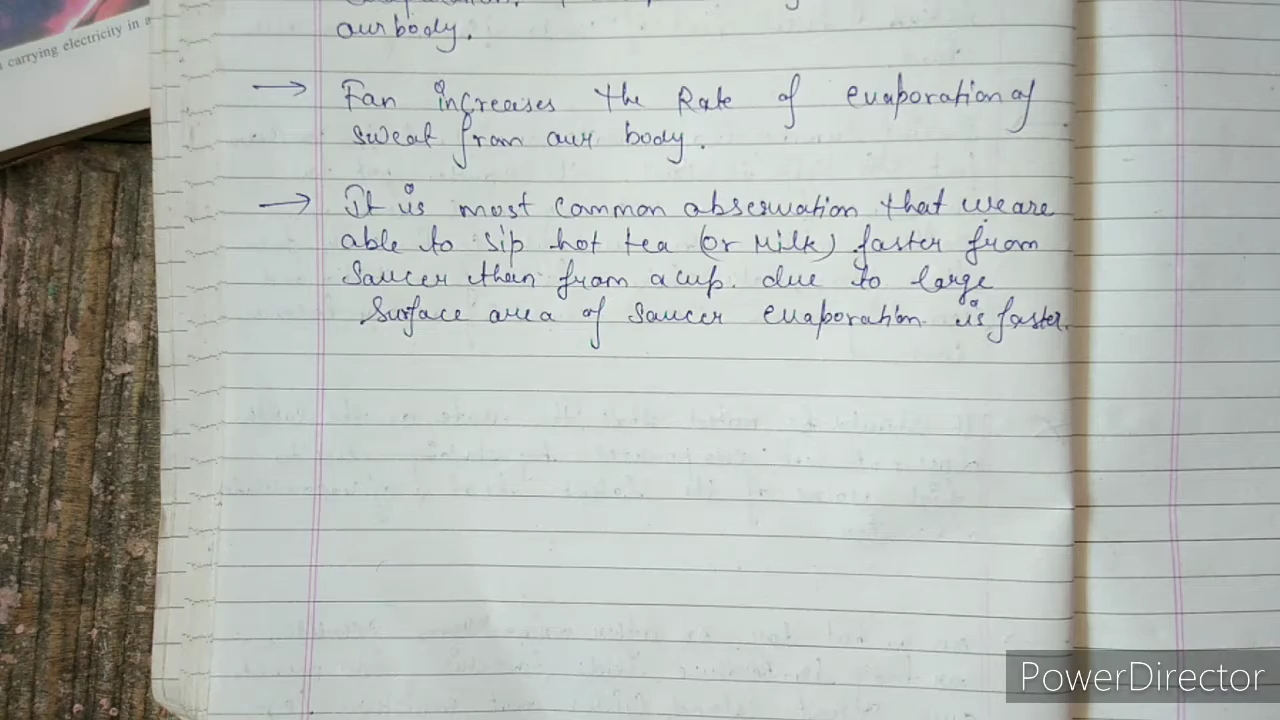 carrying electricity in a
our body.
→ Fan increases the Rate of evaporation of
sweat from our body.
→ It is most common observation that we are
able to sip hot tea (or Milk) faster from
Saucer than from a cup. due to large
Surface area of Saucer evaporation is faster.
PowerDirector